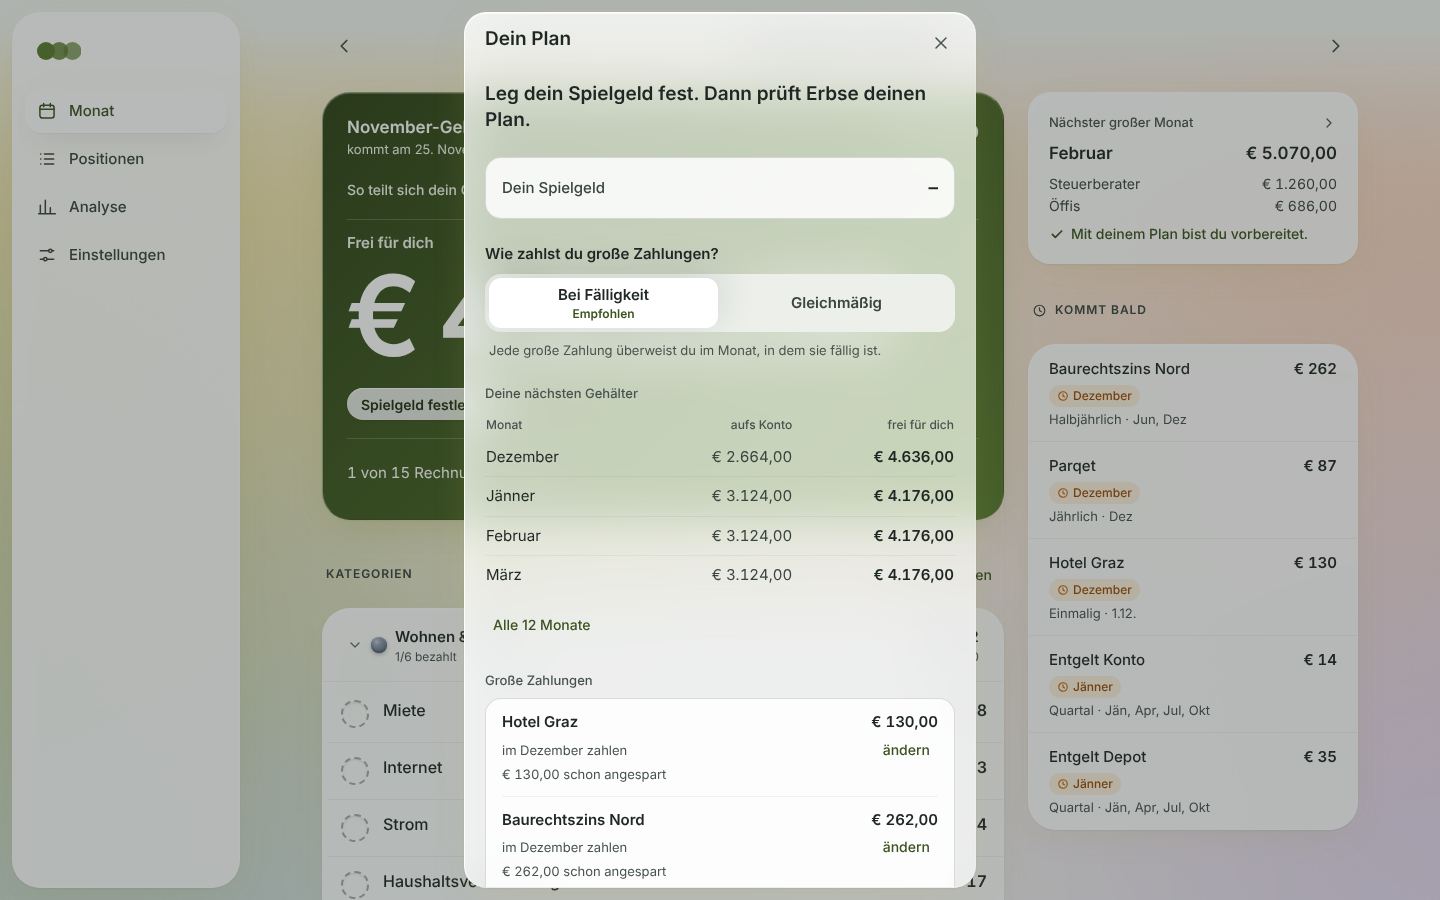 Monat
Positionen
Analyse
Einstellungen
November-Gel
kommt am 25. Nove
So teilt sich dein
Frei für dich
€ 4
Spielgeld festle
1 von 15 Rechnu
KATEGORIEN
en
Wohnen &
1/6 bezahlt
Miete
8
Internet
3
Strom
4
Haushaltsve
17
Dein Plan
Leg dein Spielgeld fest. Dann prüft Erbse deinen
Plan.
Dein Spielgeld –
Wie zahlst du große Zahlungen?
Bei Fälligkeit
Empfohlen
Gleichmäßig
Jede große Zahlung überweist du im Monat, in dem sie fällig ist.
Deine nächsten Gehälter
Monat aufs Konto frei für dich
Dezember € 2.664,00 € 4.636,00
Jänner € 3.124,00 € 4.176,00
Februar € 3.124,00 € 4.176,00
März € 3.124,00 € 4.176,00
Alle 12 Monate
Große Zahlungen
Hotel Graz € 130,00
im Dezember zahlen ändern
€ 130,00 schon angespart
Baurechtszins Nord € 262,00
im Dezember zahlen ändern
€ 262,00 schon angespart
Nächster großer Monat
Februar € 5.070,00
Steuerberater € 1.260,00
Öffis € 686,00
Mit deinem Plan bist du vorbereitet.
KOMMT BALD
Baurechtszins Nord € 262
Dezember
Halbjährlich · Jun, Dez
Parqet € 87
Dezember
Jährlich · Dez
Hotel Graz € 130
Dezember
Einmalig · 1.12.
Entgelt Konto € 14
Jänner
Quartal · Jän, Apr, Jul, Okt
Entgelt Depot € 35
Jänner
Quartal · Jän, Apr, Jul, Okt